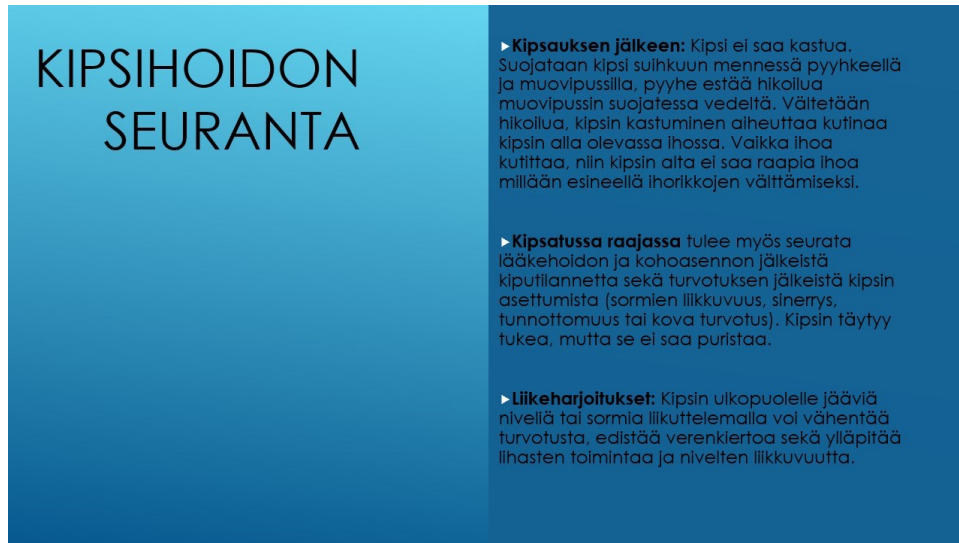 KIPSIHOIDON
SEURANTA
▶Kipsauksen jälkeen: Kipsi ei saa kastua.
Suojataan kipsi suihkuun mennessä pyyhkeellä
ja muovipussilla, pyyhe estää hikoilua
muovipussin suojatessa vedeltä. Vältetään
hikoilua, kipsin kastuminen aiheuttaa kutinaa
kipsin alla olevassa ihossa. Vaikka ihoa
kutittaa, niin kipsin alta ei saa raapia ihoa
millään esineellä ihorikkojen välttämiseksi.
▶Kipsatussa raajassa tulee myös seurata
lääkehoidon ja kohoasennon jälkeistä
kiputilannetta sekä turvotuksen jälkeistä kipsin
asettumista (sormien liikkuvuus, sinerrys,
tunnottomuus tai kova turvotus). Kipsin täytyy
tukea, mutta se ei saa puristaa.
▶Liikeharjoitukset: Kipsin ulkopuolelle jääviä
niveliä tai sormia liikuttelemalla voi vähentää
turvotusta, edistää verenkiertoa sekä ylläpitää
lihasten toimintaa ja nivelten liikkuvuutta.